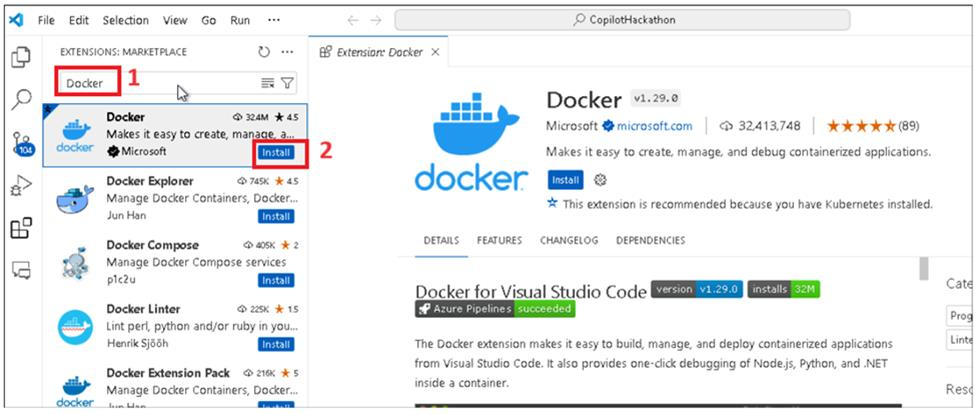 File Edit Selection View Go Run ...
CopilotHackathon
EXTENSIONS: MARKETPLACE
Docker 1
Docker 324M 4.5
Makes it easy to create, manage, a...
docker Microsoft Install 2
Docker Explorer 745K 4.5
Manage Docker Containers, Docker...
Jun Han Install
Docker Compose 405K 2
Manage Docker Compose services
p1c2u Install
Docker Linter 225K 1.5
Lint perl, python and/or ruby in you...
Henrik Sjööh Install
Docker Extension Pack 216K 5
Manage Docker Containers, Docker...
docker Install
104
Extension: Docker
docker
Docker v1.29.0
Microsoft microsoft.com 32,413,748 (89)
Makes it easy to create, manage, and debug containerized applications.
Install
This extension is recommended because you have Kubernetes installed.
DETAILS FEATURES CHANGELOG DEPENDENCIES
Docker for Visual Studio Code version v1.29.0 installs 32M
Azure Pipelines succeeded
The Docker extension makes it easy to build, manage, and deploy containerized applications
from Visual Studio Code. It also provides one-click debugging of Node.js, Python, and .NET
inside a container.
Cate
Prog
Linte
Reso